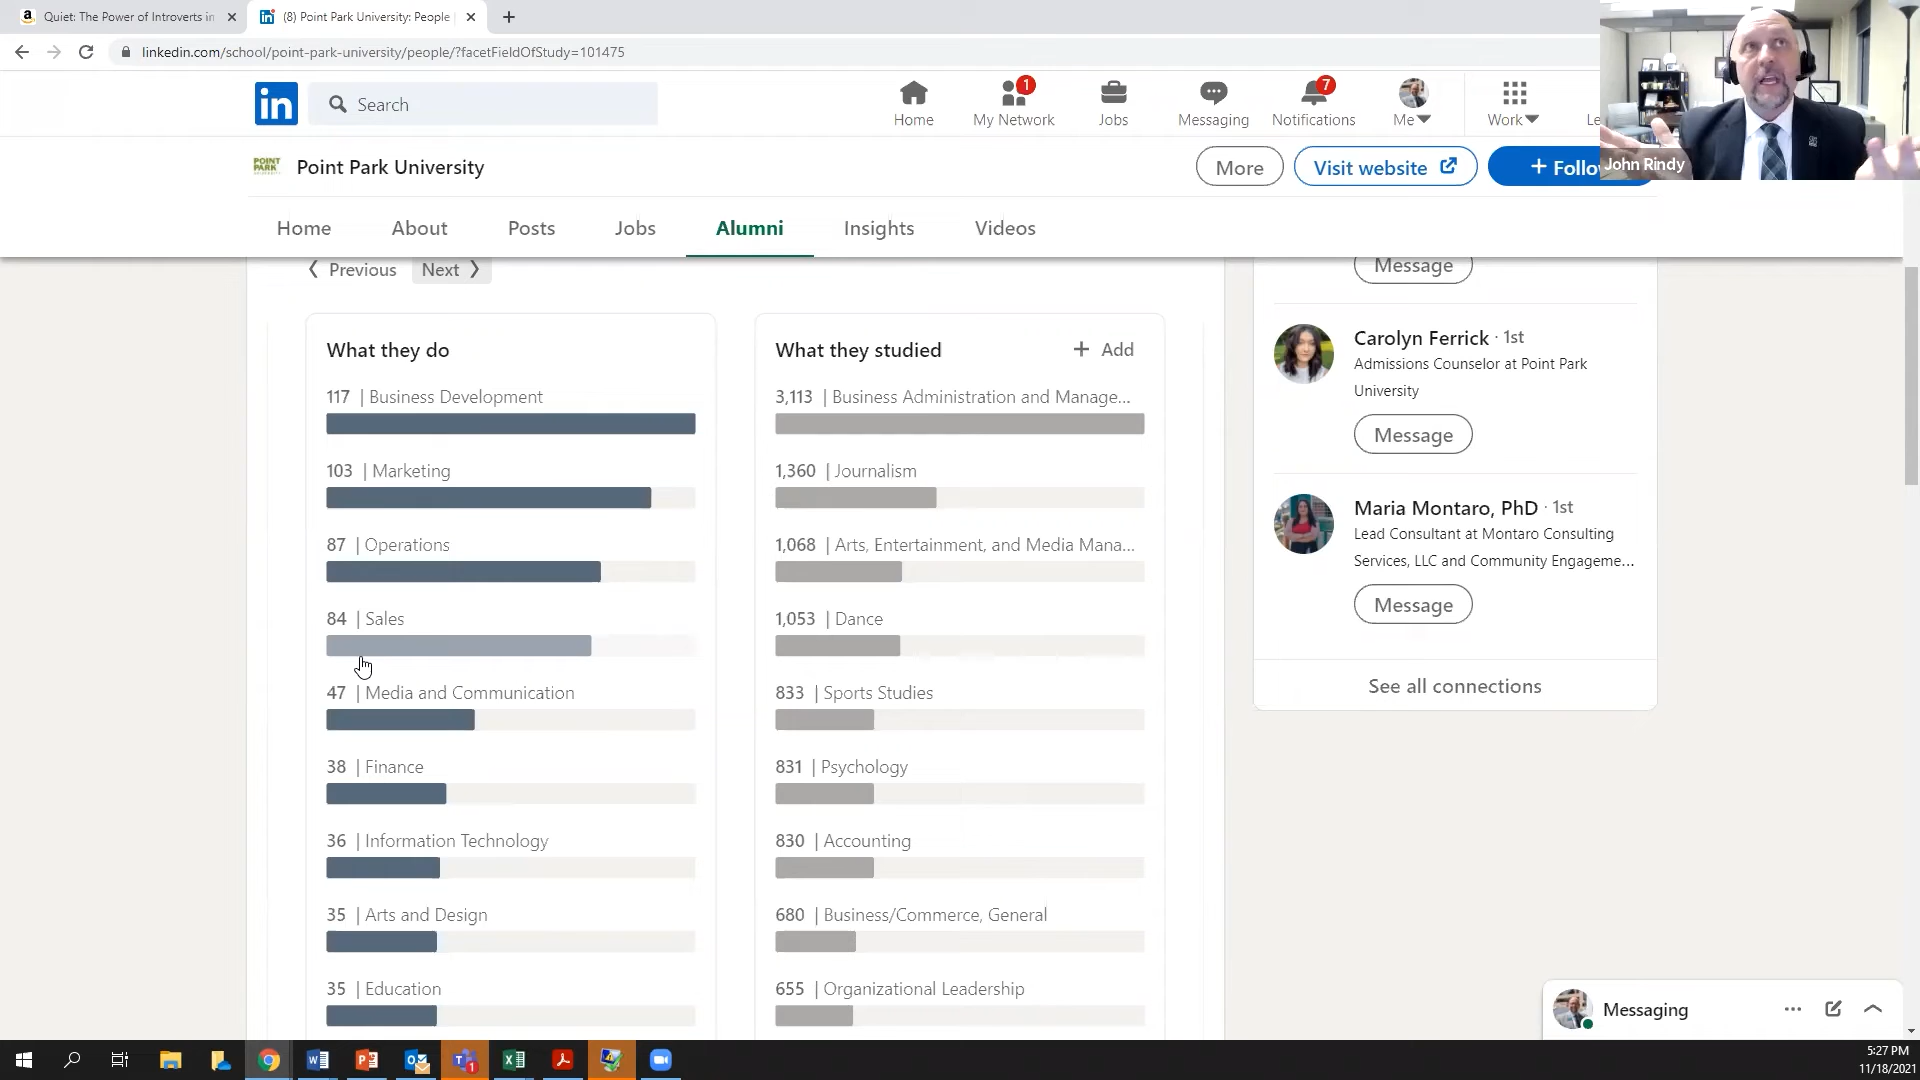 Quiet: The Power of Introverts in
(8) Point Park University: People
linkedin.com/school/point-park-university/people/?facetFieldOfStudy=101475
in
Search
Home
1
My Network
Jobs
Messaging
7
Notifications
Me
Work
Le
John Rindy
POINT
PARK
Point Park University
More
Visit website
+ Follo
Home
About
Posts
Jobs
Alumni
Insights
Videos
Previous
Next
What they do
117 | Business Development
103 | Marketing
87 | Operations
84 | Sales
47 | Media and Communication
38 | Finance
36 | Information Technology
35 | Arts and Design
35 | Education
What they studied
+ Add
3,113 | Business Administration and Manage...
1,360 | Journalism
1,068 | Arts, Entertainment, and Media Mana...
1,053 | Dance
833 | Sports Studies
831 | Psychology
830 | Accounting
680 | Business/Commerce, General
655 | Organizational Leadership
Message
Carolyn Ferrick · 1st
Admissions Counselor at Point Park
University
Message
Maria Montaro, PhD · 1st
Lead Consultant at Montaro Consulting
Services, LLC and Community Engageme...
Message
See all connections
Messaging
5:27 PM
11/18/2021